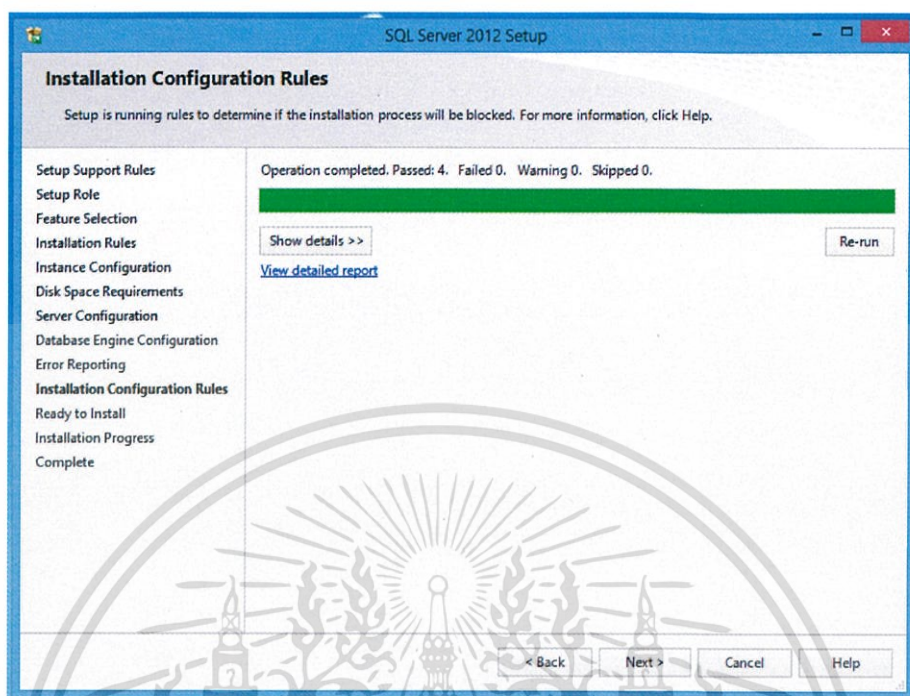 SQL Server 2012 Setup
Installation Configuration Rules
Setup is running rules to determine if the installation process will be blocked. For more information, click Help.
Setup Support Rules
Setup Role
Feature Selection
Installation Rules
Instance Configuration
Disk Space Requirements
Server Configuration
Database Engine Configuration
Error Reporting
Installation Configuration Rules
Ready to Install
Installation Progress
Complete
Operation completed. Passed: 4. Failed 0. Warning 0. Skipped 0.
Show details >>
Re-run
View detailed report
< Back
Next >
Cancel
Help